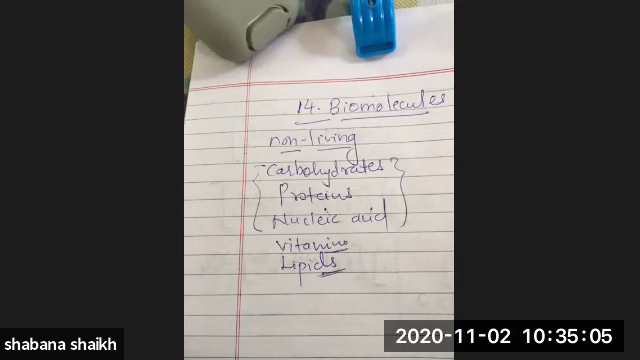 14. Biomolecules
non-living
Carbohydrates
Proteins
Nucleic acid
Vitamins
Lipids
shabana shaikh
2020-11-02 10:35:05